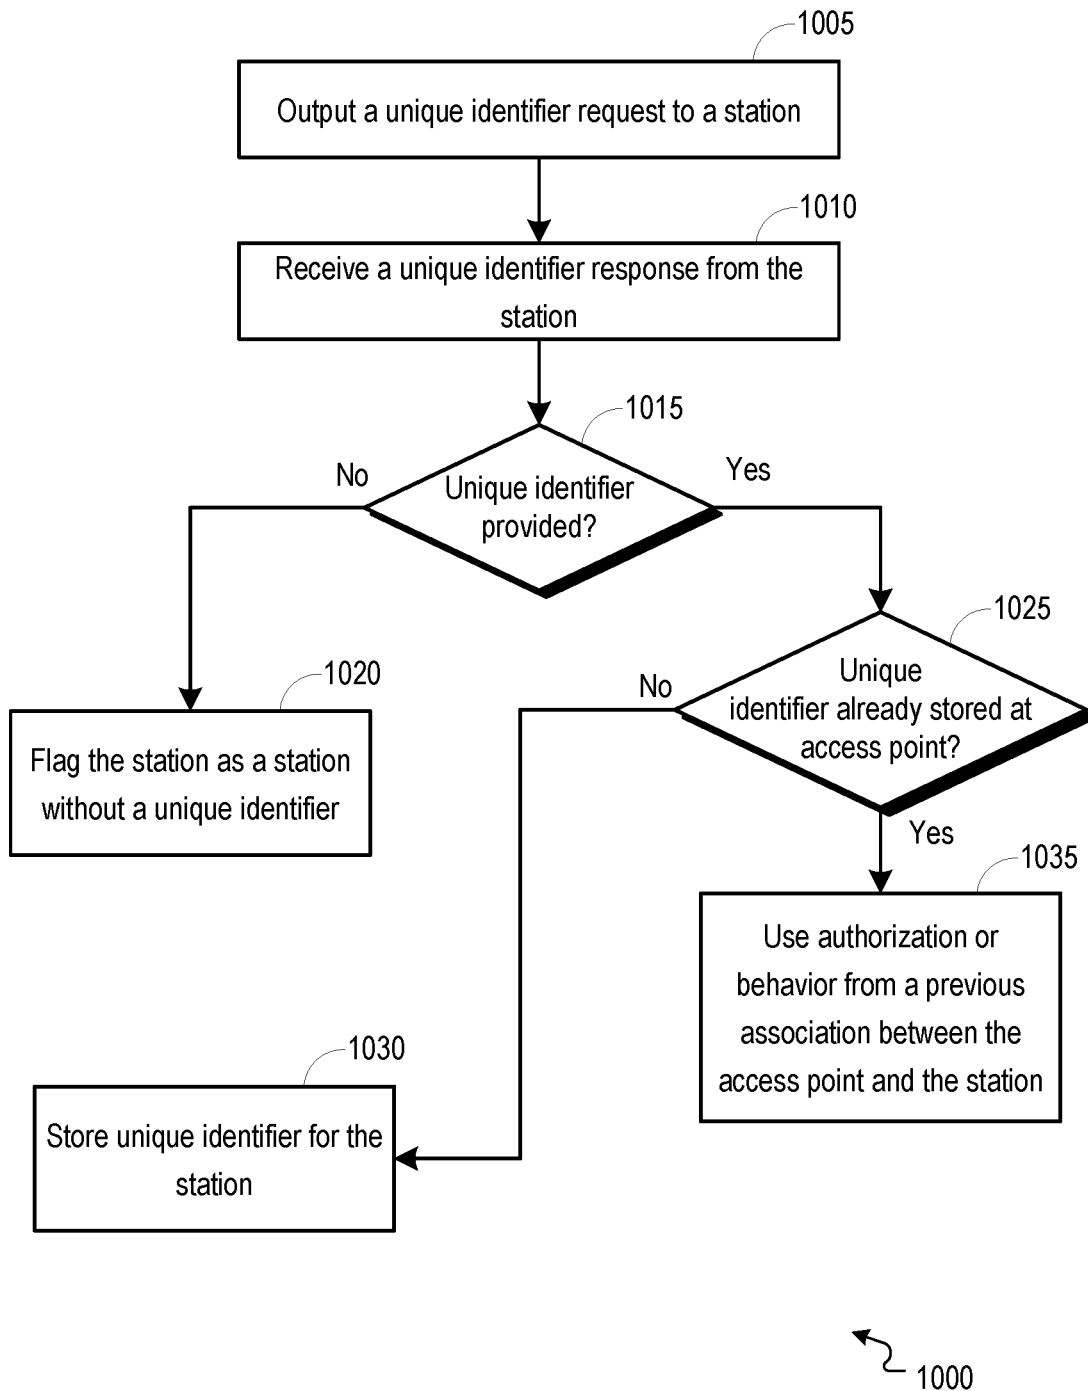 1005
Output a unique identifier request to a station
1010
Receive a unique identifier response from the
station
1015
No
Yes
Unique identifier
provided?
1025
1020
No
Unique
identifier already stored at
access point?
Flag the station as a station
without a unique identifier
Yes
1035
Use authorization or
behavior from a previous
association between the
access point and the station
1030
Store unique identifier for the
station
1000